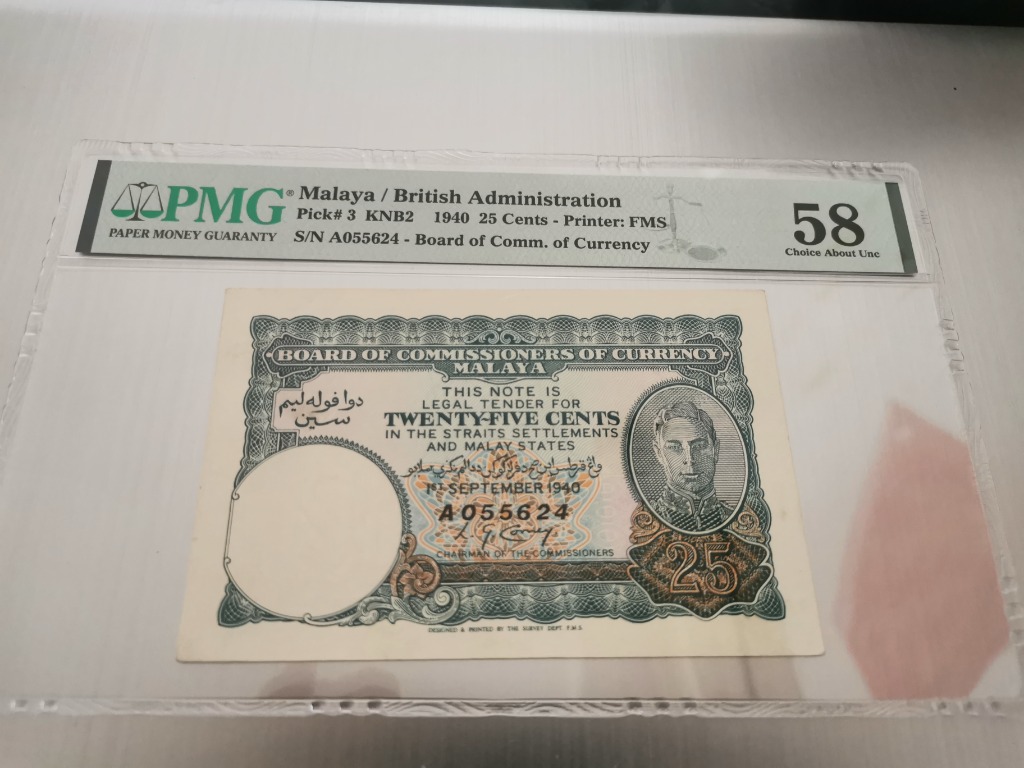 PMG®
PAPER MONEY GUARANTY
Malaya / British Administration
Pick# 3 KNB2 1940 25 Cents - Printer: FMS
S/N A055624 - Board of Comm. of Currency
58
Choice About Unc
BOARD OF COMMISSIONERS OF CURRENCY
MALAYA
دوا ڤوله ليم
سين
THIS NOTE IS
LEGAL TENDER FOR
TWENTY-FIVE CENTS
IN THE STRAITS SETTLEMENTS
AND MALAY STATES
1ST SEPTEMBER 1940
A055624
CHAIRMAN OF THE COMMISSIONERS
25
DESIGNED & PRINTED BY THE SURVEY DEPT F.M.S.